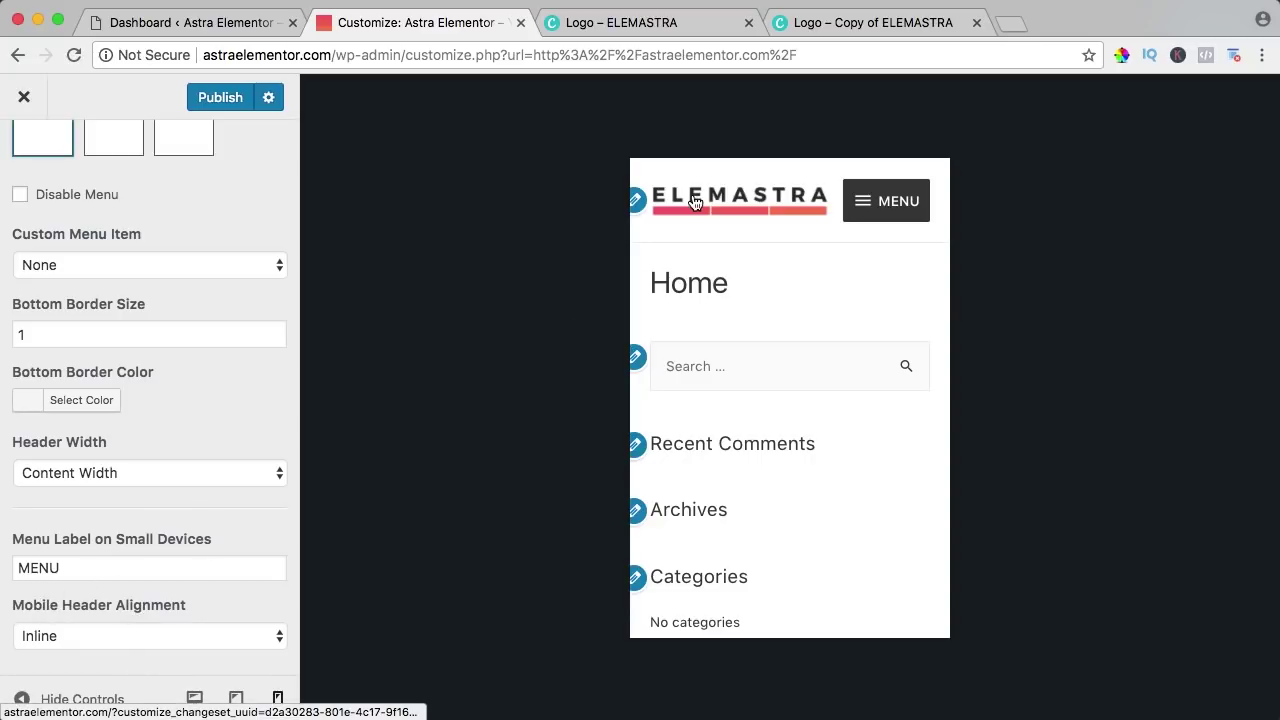 Dashboard ‹ Astra Elementor –
Customize: Astra Elementor –
Logo – ELEMASTRA
Logo – Copy of ELEMASTRA
Not Secure
astraelementor.com/wp-admin/customize.php?url=http%3A%2F%2Fastraelementor.com%2F
Publish
Disable Menu
Custom Menu Item
None
Bottom Border Size
1
Bottom Border Color
Select Color
Header Width
Content Width
Menu Label on Small Devices
MENU
Mobile Header Alignment
Inline
Hide Controls
astraelementor.com/?customize_changeset_uuid=d2a30283-801e-4c17-9f16...
ELEMASTRA
MENU
Home
Search ...
Recent Comments
Archives
Categories
No categories